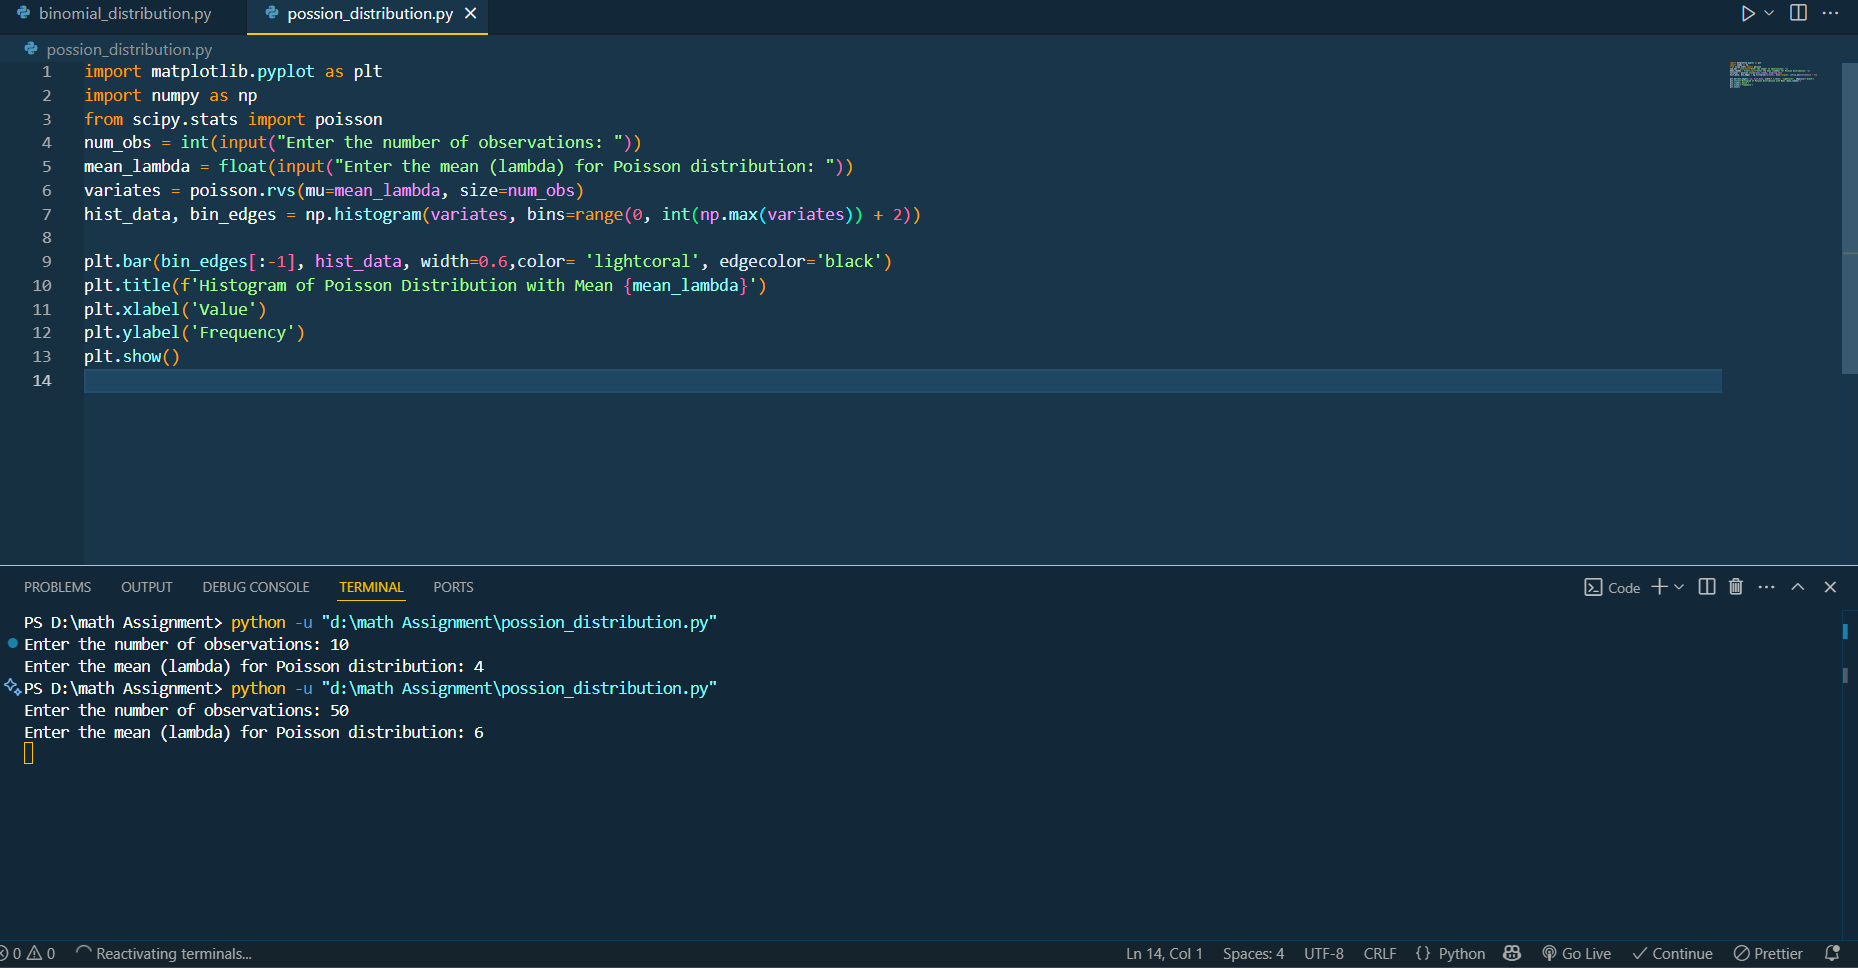 binomial_distribution.py possion_distribution.py
possion_distribution.py
1 import matplotlib.pyplot as plt
2 import numpy as np
3 from scipy.stats import poisson
4 num_obs = int(input("Enter the number of observations: "))
5 mean_lambda = float(input("Enter the mean (lambda) for Poisson distribution: "))
6 variates = poisson.rvs(mu=mean_lambda, size=num_obs)
7 hist_data, bin_edges = np.histogram(variates, bins=range(0, int(np.max(variates)) + 2))
8
9 plt.bar(bin_edges[:-1], hist_data, width=0.6,color= 'lightcoral', edgecolor='black')
10 plt.title(f'Histogram of Poisson Distribution with Mean {mean_lambda}')
11 plt.xlabel('Value')
12 plt.ylabel('Frequency')
13 plt.show()
14
PROBLEMS OUTPUT DEBUG CONSOLE TERMINAL PORTS Code
PS D:\math Assignment> python -u "d:\math Assignment\possion_distribution.py"
Enter the number of observations: 10
Enter the mean (lambda) for Poisson distribution: 4
PS D:\math Assignment> python -u "d:\math Assignment\possion_distribution.py"
Enter the number of observations: 50
Enter the mean (lambda) for Poisson distribution: 6
0 0 Reactivating terminals... Ln 14, Col 1 Spaces: 4 UTF-8 CRLF {} Python Go Live Continue Prettier